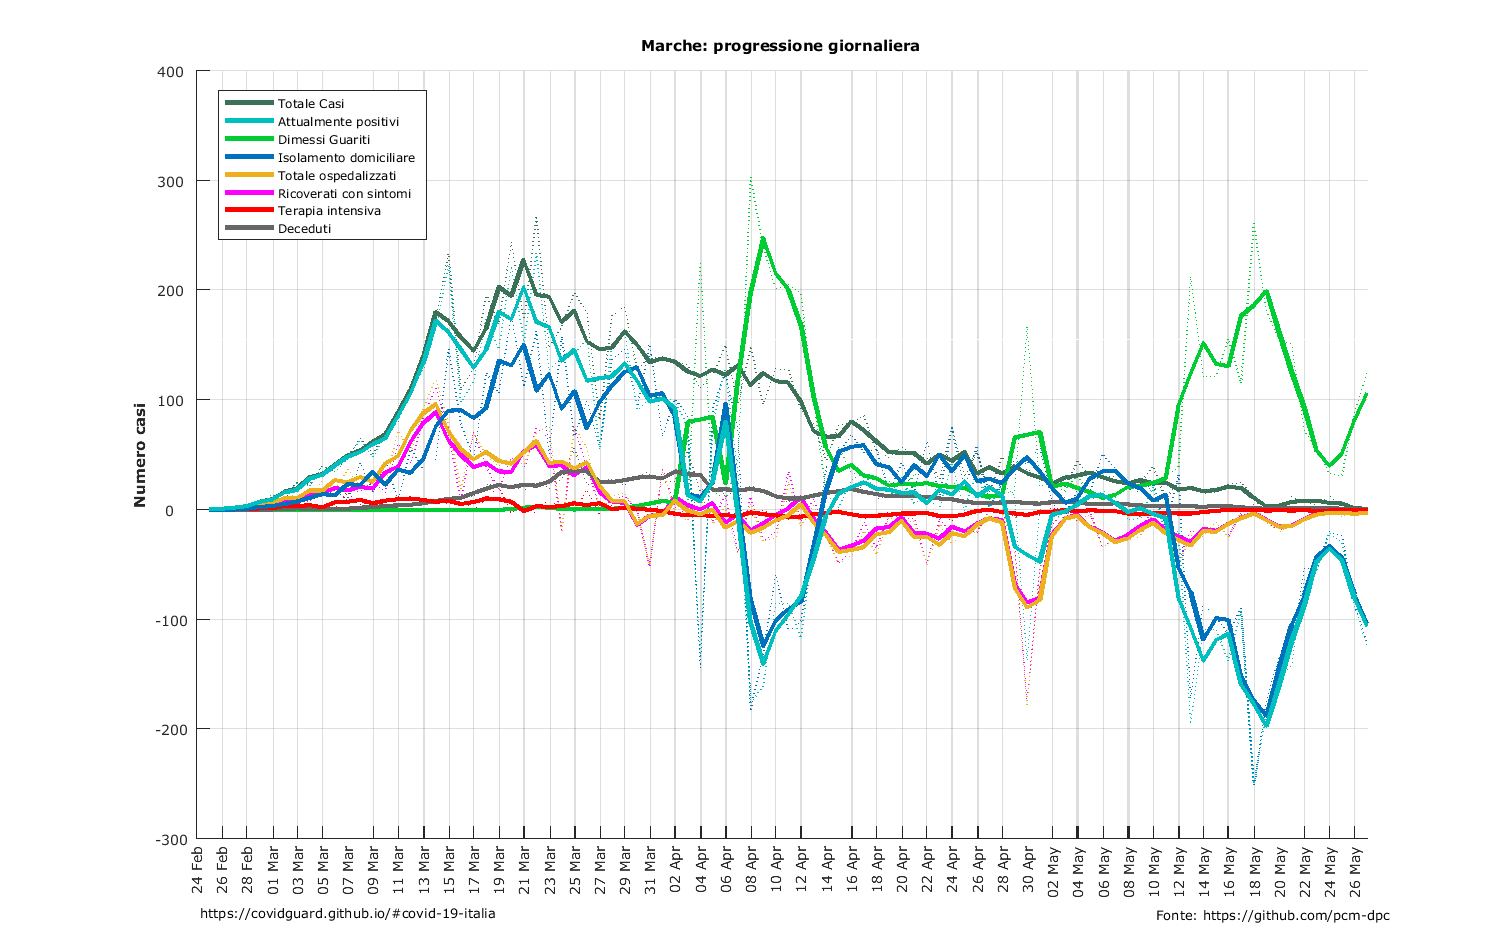 Marche: progressione giornaliera
400
300
200
100
0
-100
-200
-300
Numero casi
Totale Casi
Attualmente positivi
Dimessi Guariti
Isolamento domiciliare
Totale ospedalizzati
Ricoverati con sintomi
Terapia intensiva
Deceduti
24 Feb
26 Feb
28 Feb
01 Mar
03 Mar
05 Mar
07 Mar
09 Mar
11 Mar
13 Mar
15 Mar
17 Mar
19 Mar
21 Mar
23 Mar
25 Mar
27 Mar
29 Mar
31 Mar
02 Apr
04 Apr
06 Apr
08 Apr
10 Apr
12 Apr
14 Apr
16 Apr
18 Apr
20 Apr
22 Apr
24 Apr
26 Apr
28 Apr
30 Apr
02 May
04 May
06 May
08 May
10 May
12 May
14 May
16 May
18 May
20 May
22 May
24 May
26 May
https://covidguard.github.io/#covid-19-italia
Fonte: https://github.com/pcm-dpc